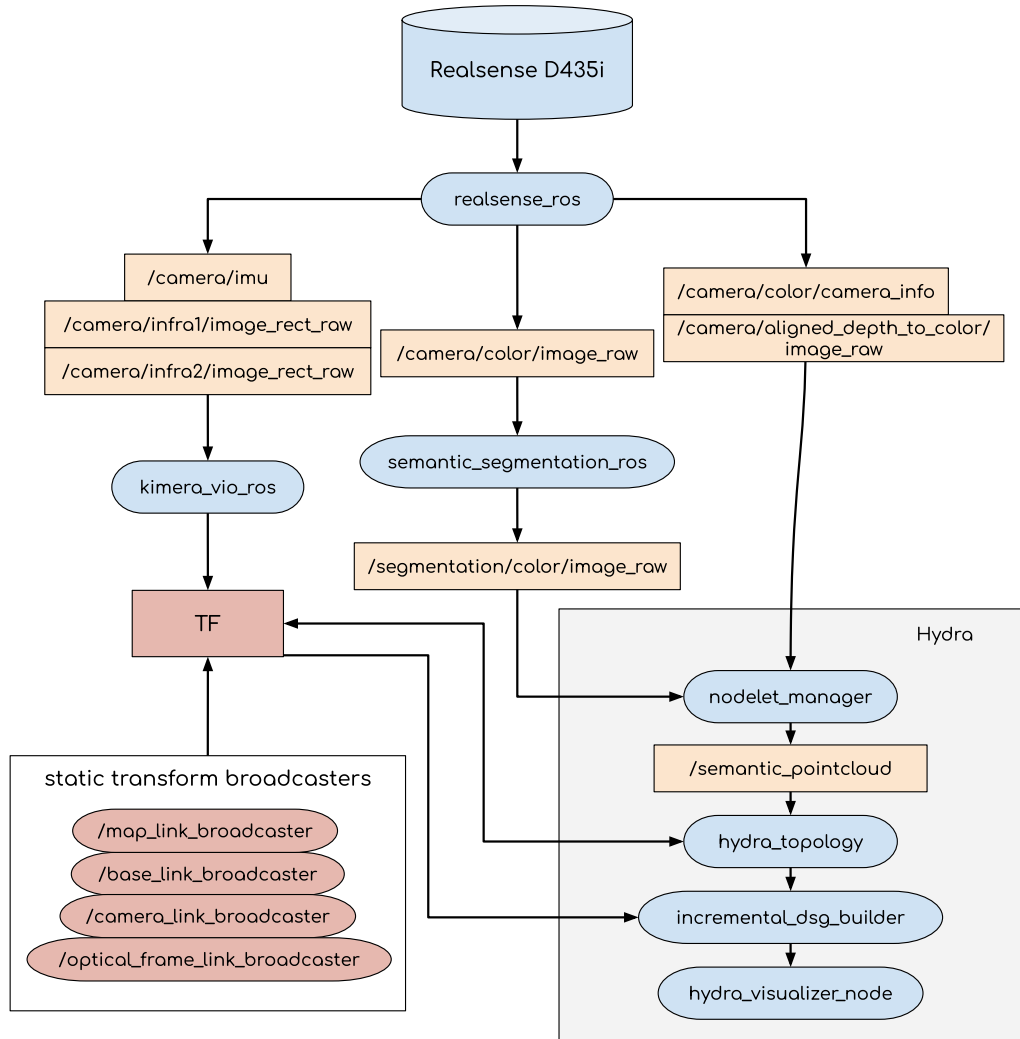 Realsense D435i
realsense_ros
/camera/imu
/camera/infra1/image_rect_raw
/camera/infra2/image_rect_raw
/camera/color/image_raw
/camera/color/camera_info
/camera/aligned_depth_to_color/
image_raw
semantic_segmentation_ros
kimera_vio_ros
/segmentation/color/image_raw
TF
Hydra
nodelet_manager
/semantic_pointcloud
hydra_topology
incremental_dsg_builder
hydra_visualizer_node
static transform broadcasters
/map_link_broadcaster
/base_link_broadcaster
/camera_link_broadcaster
/optical_frame_link_broadcaster